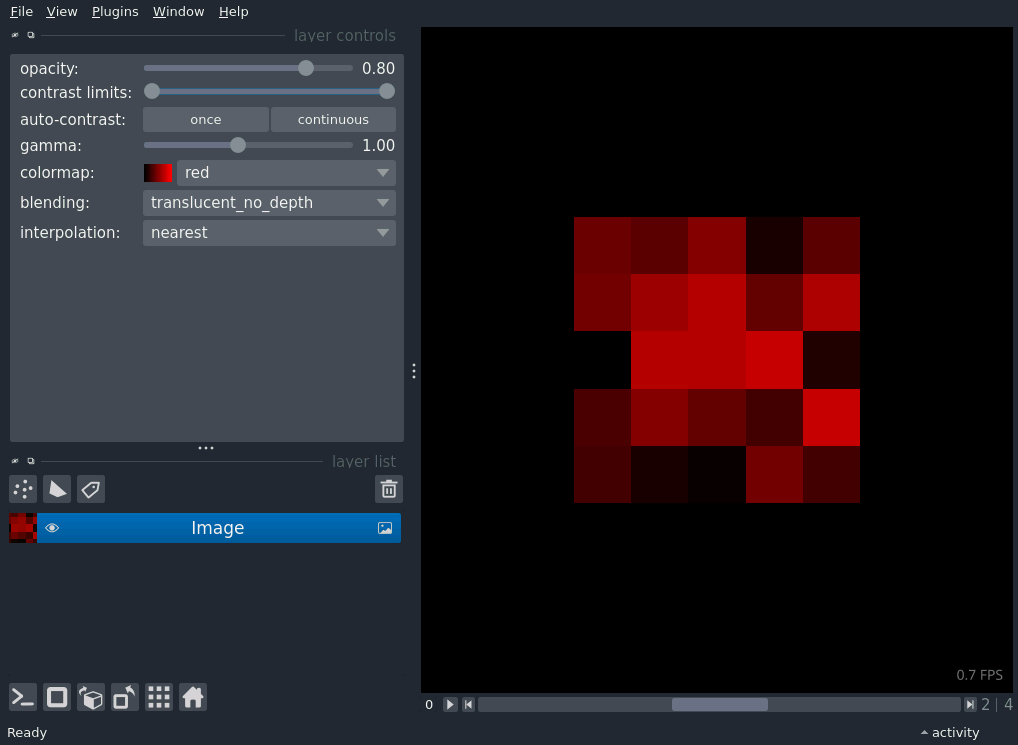 File View Plugins Window Help
layer controls
opacity: 0.80
contrast limits:
auto-contrast: once continuous
gamma: 1.00
colormap: red
blending: translucent_no_depth
interpolation: nearest
layer list
Image
0.7 FPS
0 2 | 4
Ready activity